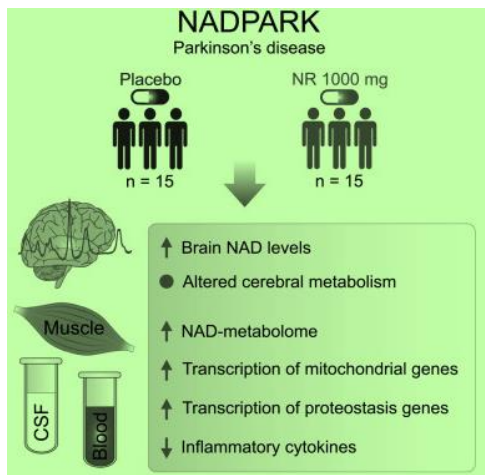 NADPARK
Parkinson's disease
Placebo
NR 1000 mg
n = 15
n = 15
Brain NAD levels
Altered cerebral metabolism
Muscle
NAD-metabolome
Transcription of mitochondrial genes
CSF
Blood
Transcription of proteostasis genes
Inflammatory cytokines